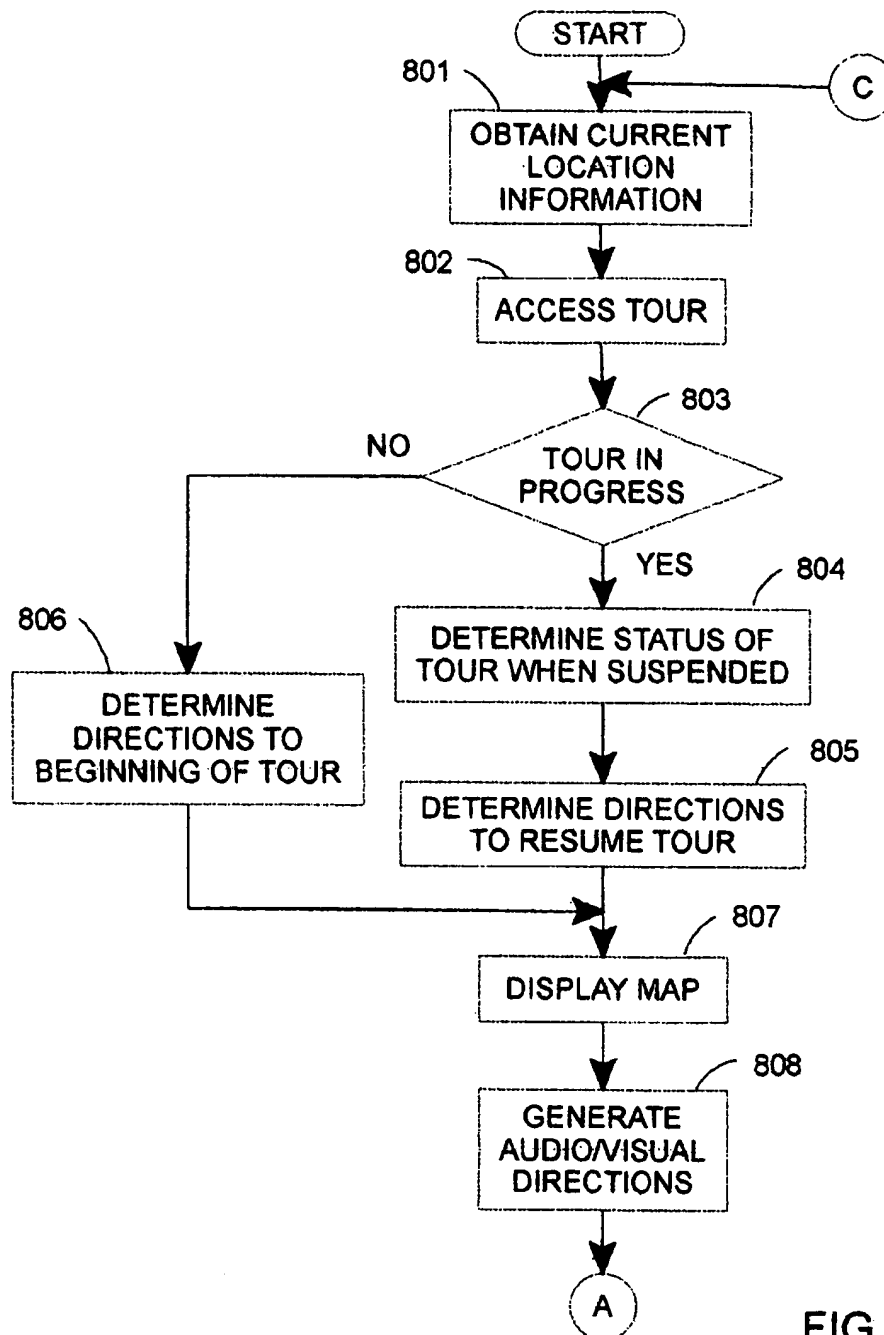 START
801
C
OBTAIN CURRENT
LOCATION
INFORMATION
802
ACCESS TOUR
803
NO
TOUR IN
PROGRESS
YES
804
806
DETERMINE STATUS OF
TOUR WHEN SUSPENDED
DETERMINE
DIRECTIONS TO
BEGINNING OF TOUR
805
DETERMINE DIRECTIONS
TO RESUME TOUR
807
DISPLAY MAP
808
GENERATE
AUDIO/VISUAL
DIRECTIONS
A
FIG